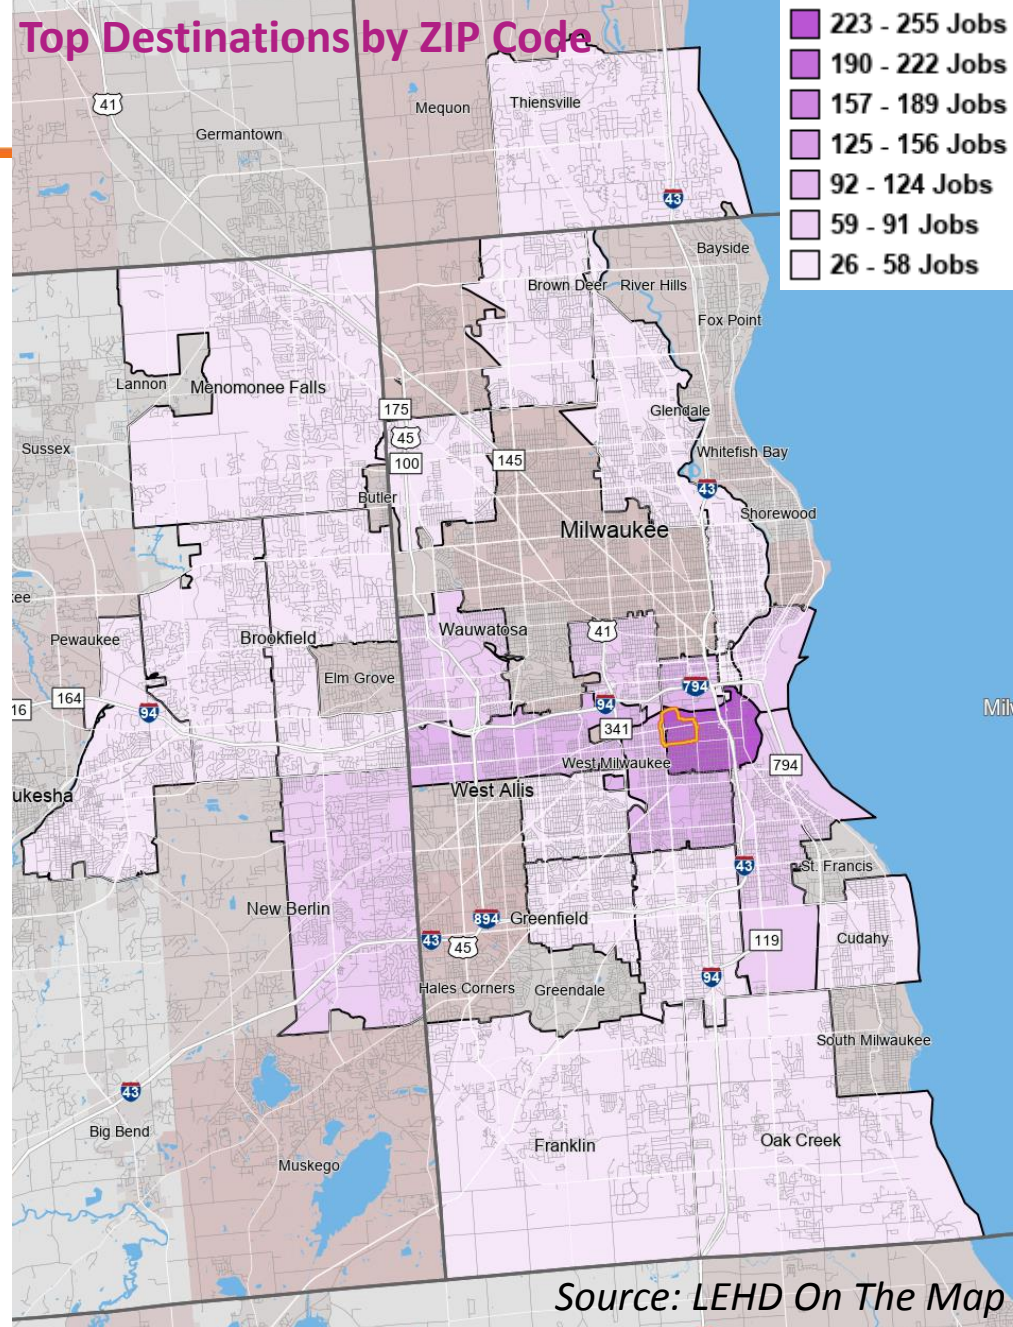 Top Destinations by ZIP Code
223 - 255 Jobs
190 - 222 Jobs
157 - 189 Jobs
125 - 156 Jobs
92 - 124 Jobs
59 - 91 Jobs
26 - 58 Jobs
41
Mequon
Thiensville
Germantown
43
Bayside
Brown Deer
River Hills
Fox Point
Lannon
Menomonee Falls
175
Glendale
45
Sussex
100
145
Whitefish Bay
43
Butler
Shorewood
Milwaukee
ee
41
Wauwatosa
Pewaukee
Brookfield
Elm Grove
794
164
94
16
94
Mil
341
West Milwaukee
794
ukesha
West Allis
43
St. Francis
New Berlin
894
Greenfield
43
45
119
Cudahy
94
Hales Corners
Greendale
South Milwaukee
43
Big Bend
Franklin
Oak Creek
Muskego
Source: LEHD On The Map